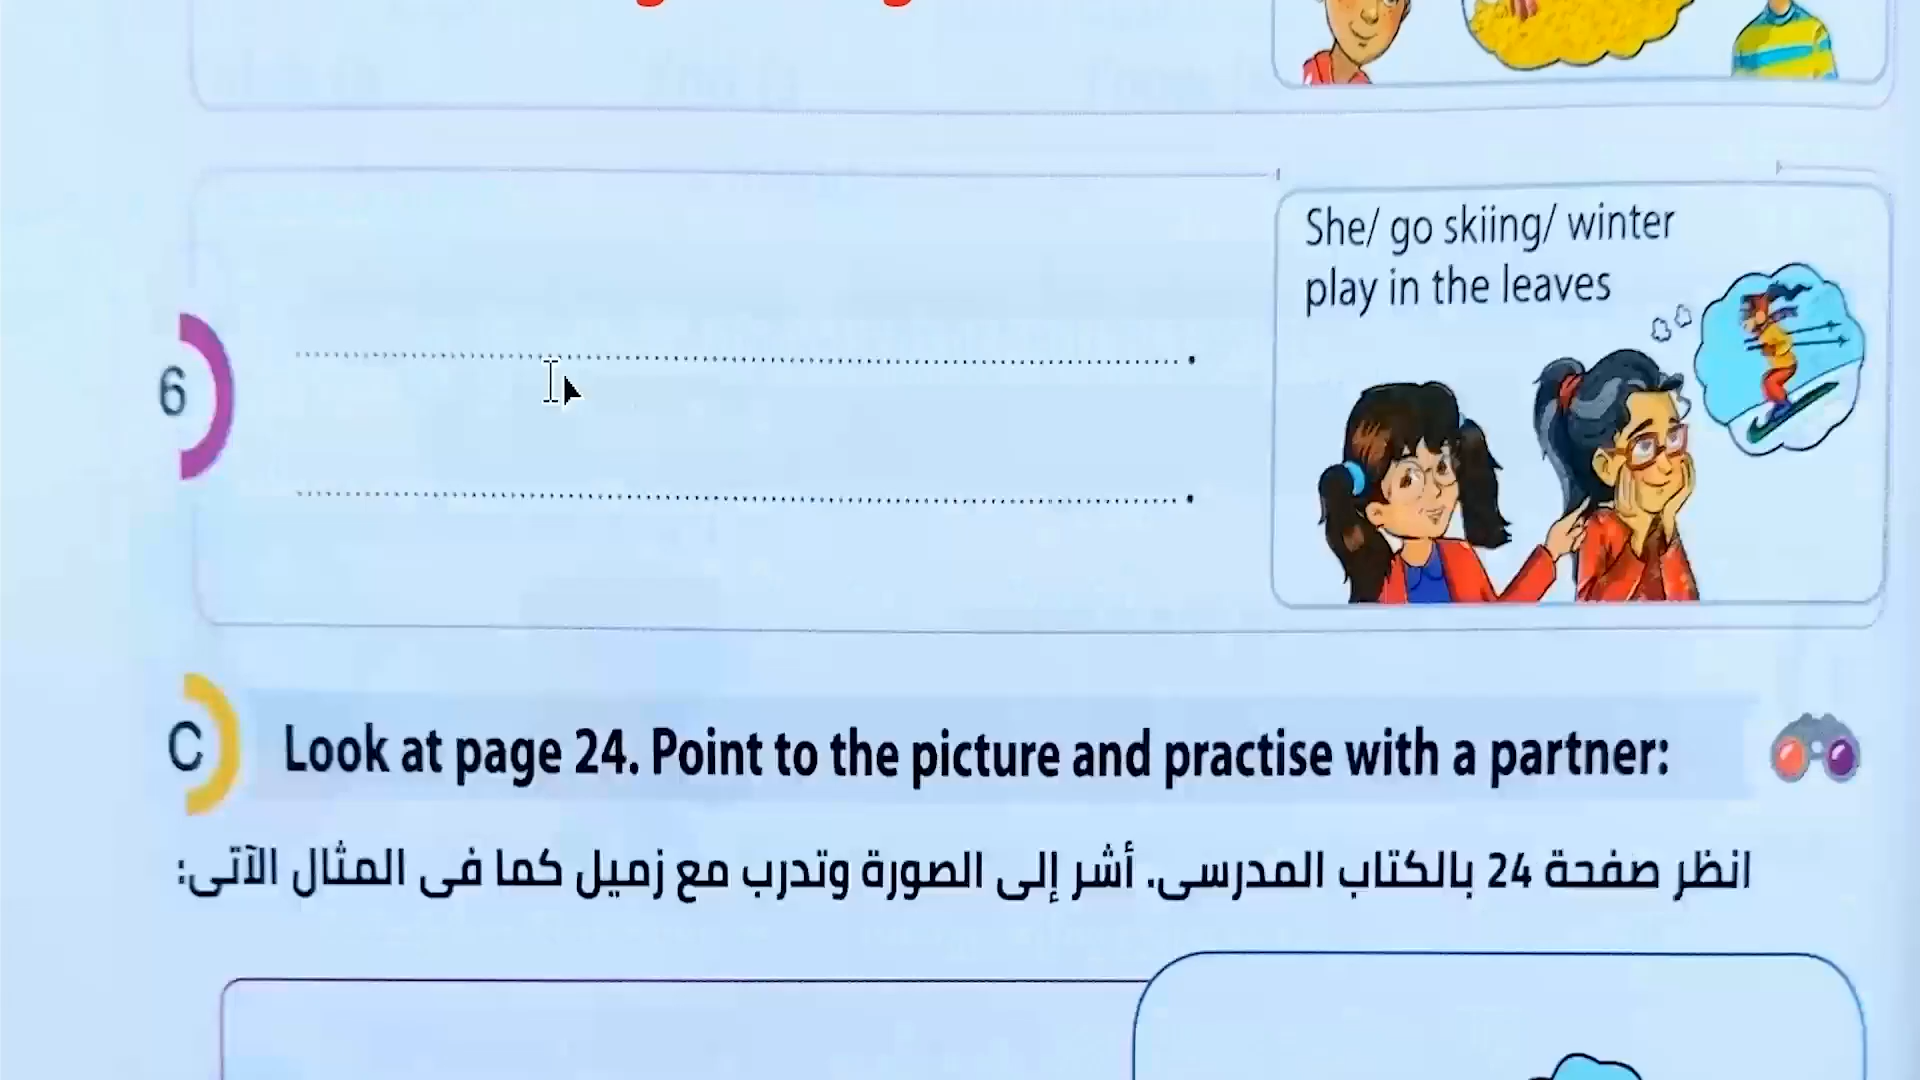 She/ go skiing/ winter
play in the leaves
6
C
Look at page 24. Point to the picture and practise with a partner:
انظر صفحة 24 بالكتاب المدرسى. أشر إلى الصورة وتدرب مع زميل كما فى المثال الآتى: